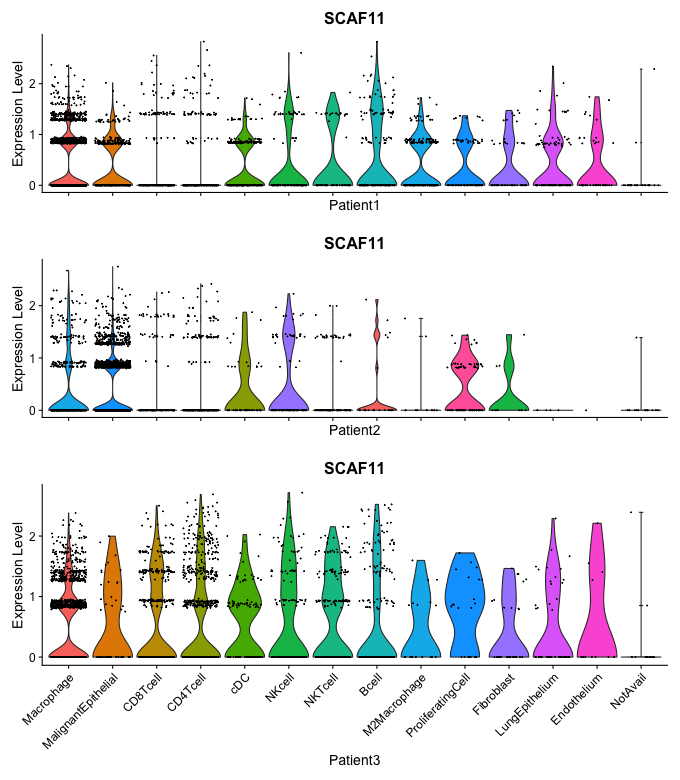 SCAF11
Expression Level
2
1
0
Patient1
SCAF11
Expression Level
2
1
0
Patient2
SCAF11
Expression Level
2
1
0
Macrophage
MalignantEpithelial
CD8Tcell
CD4Tcell
cDC
NKcell
NKTcell
Bcell
M2Macrophage
ProliferatingCell
Fibroblast
LungEpithelium
Endothelium
NotAvail
Patient3